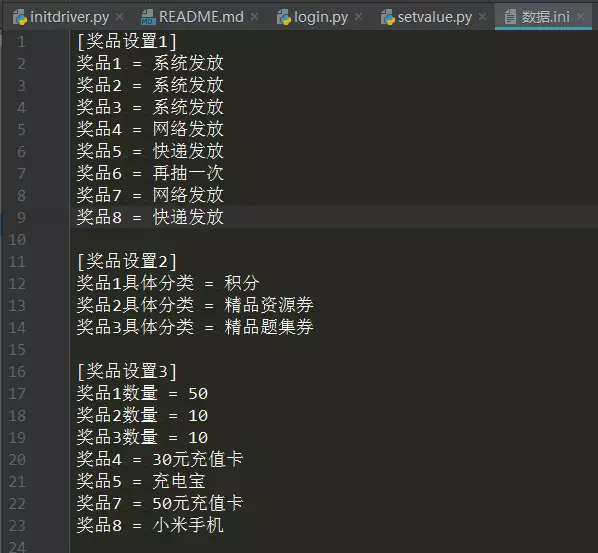 initdriver.py README.md login.py setvalue.py 数据.ini
1 [奖品设置1]
2 奖品1 = 系统发放
3 奖品2 = 系统发放
4 奖品3 = 系统发放
5 奖品4 = 网络发放
6 奖品5 = 快递发放
7 奖品6 = 再抽一次
8 奖品7 = 网络发放
9 奖品8 = 快递发放
10
11 [奖品设置2]
12 奖品1具体分类 = 积分
13 奖品2具体分类 = 精品资源券
14 奖品3具体分类 = 精品题集券
15
16 [奖品设置3]
17 奖品1数量 = 50
18 奖品2数量 = 10
19 奖品3数量 = 10
20 奖品4 = 30元充值卡
21 奖品5 = 充电宝
22 奖品7 = 50元充值卡
23 奖品8 = 小米手机
24